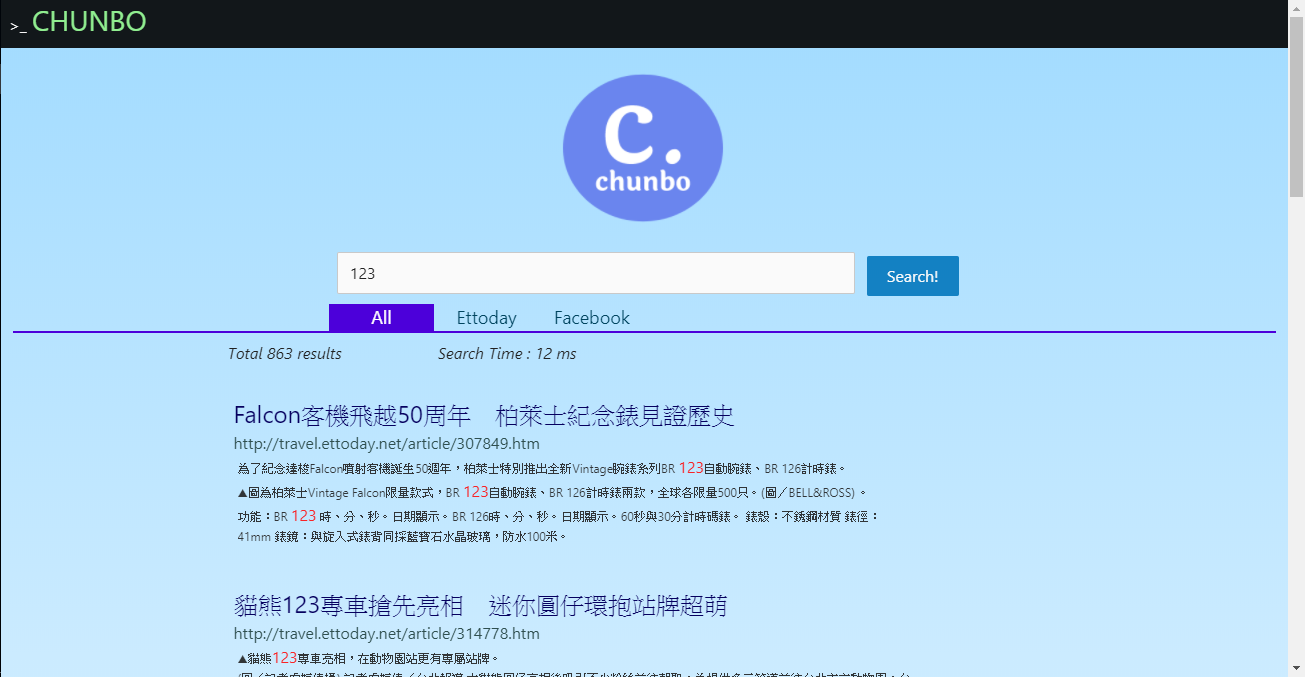 >_ CHUNBO
C.
chunbo
123
Search!
All Ettoday Facebook
Total 863 results Search Time : 12 ms
Falcon客機飛越50周年　柏萊士紀念錶見證歷史
http://travel.ettoday.net/article/307849.htm
為了紀念達梭Falcon噴射客機誕生50週年，柏萊士特別推出全新Vintage腕錶系列BR 123自動腕錶、BR 126計時錶。
▲圖為柏萊士Vintage Falcon限量款式，BR 123自動腕錶、BR 126計時錶兩款，全球各限量500只。(圖／BELL&ROSS) 。
功能：BR 123 時、分、秒。日期顯示。BR 126時、分、秒。日期顯示。60秒與30分計時碼錶。 錶殼：不銹鋼材質 錶徑：
41mm 錶鏡：與旋入式錶背同採藍寶石水晶玻璃，防水100米。
貓熊123專車搶先亮相　迷你圓仔環抱站牌超萌
http://travel.ettoday.net/article/314778.htm
▲貓熊123專車亮相，在動物園站更有專屬站牌。